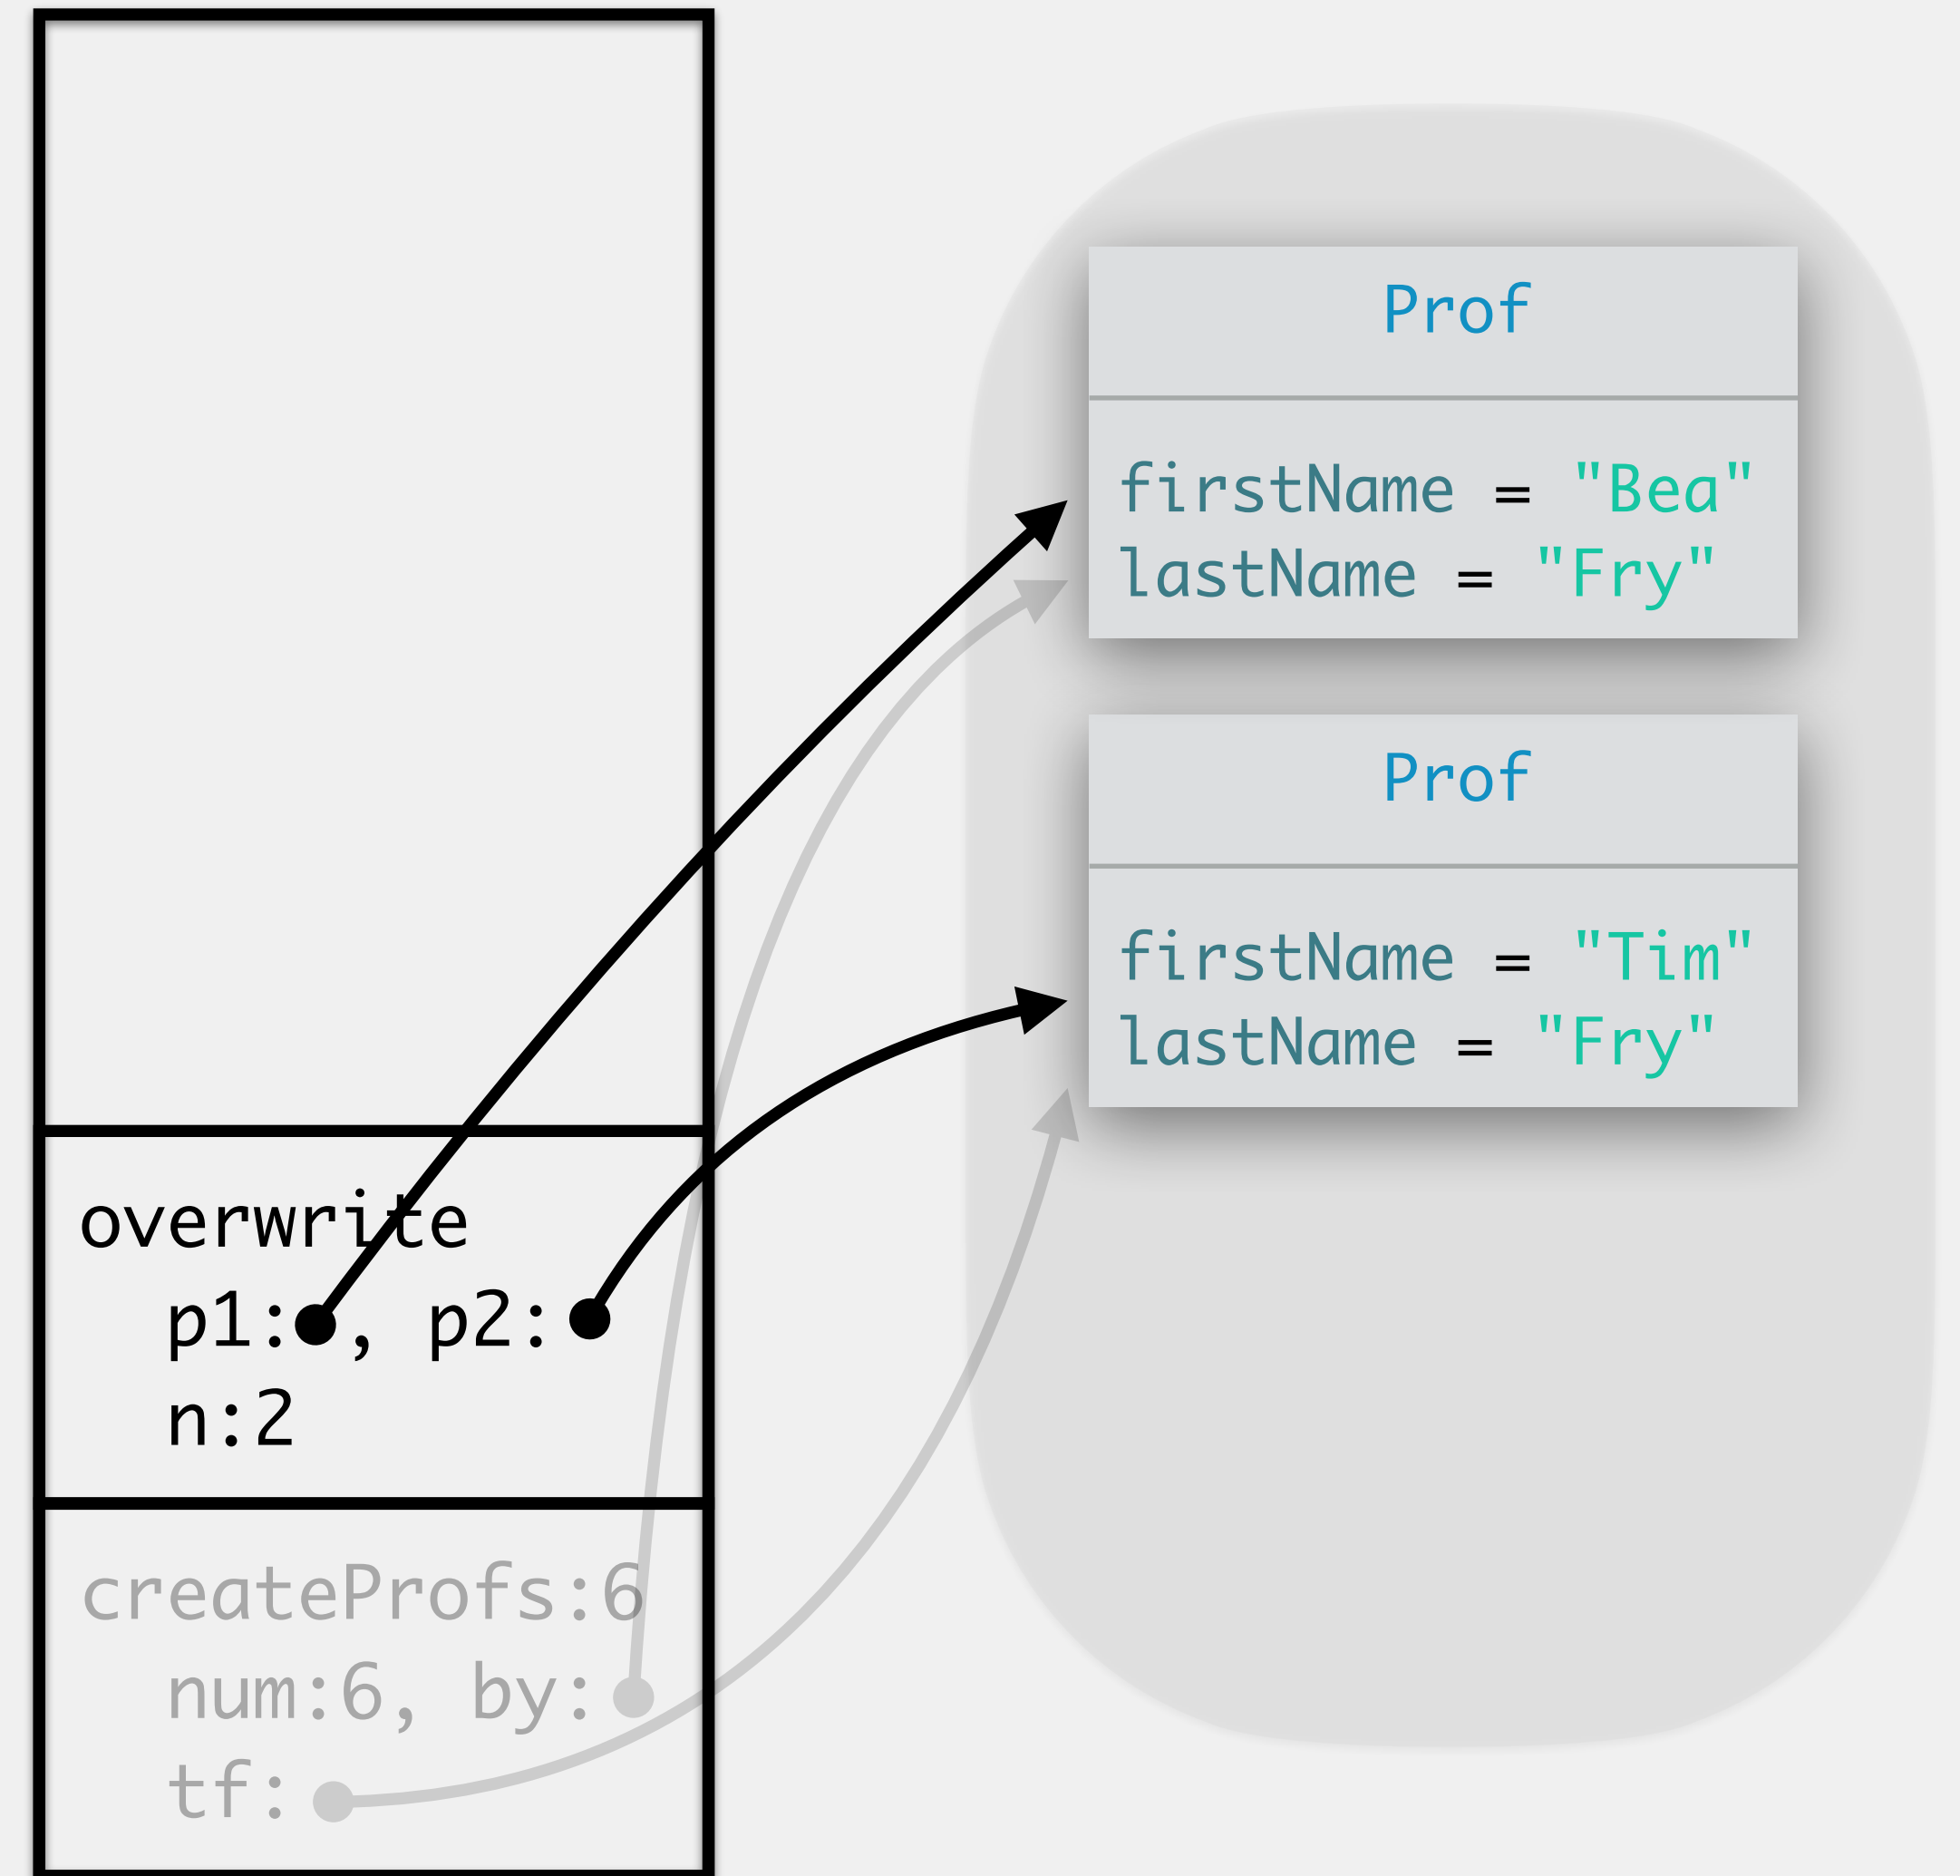 Prof
firstName = "Bea"
lastName = "Fry"
Prof
firstName = "Tim"
lastName = "Fry"
overwrite
p1: , p2:
n:2
createProfs:6
num:6, by:
tf: